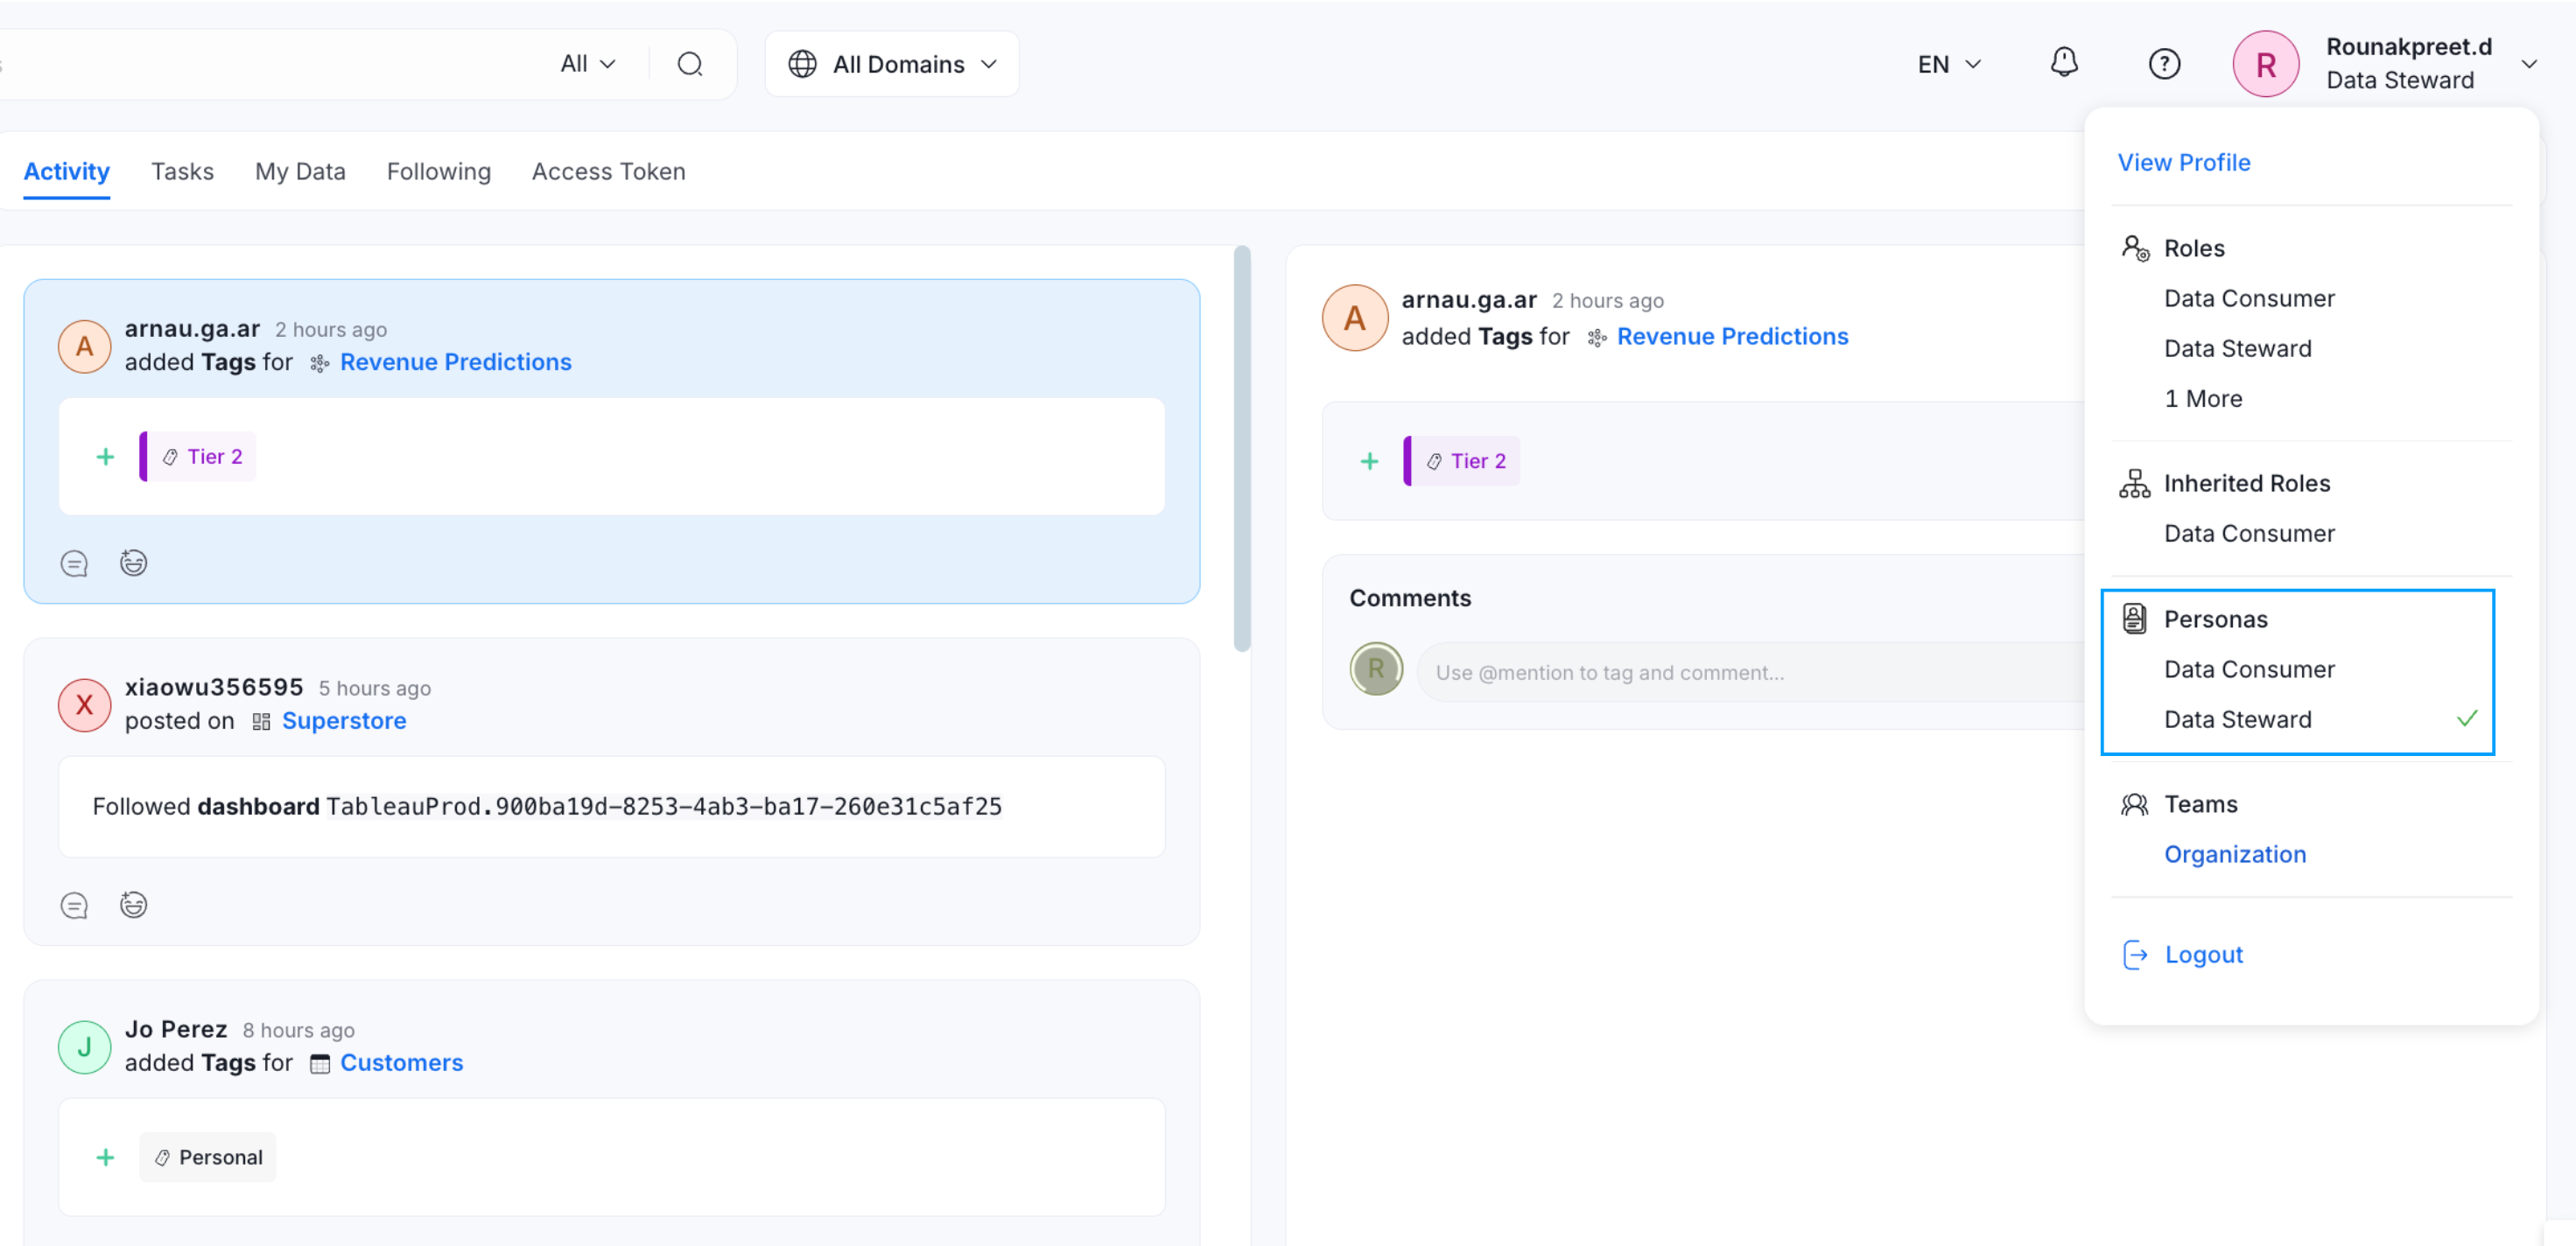 All
All Domains
EN
R
Rounakpreet.d
Data Steward
Activity
Tasks
My Data
Following
Access Token
A
arnau.ga.ar 2 hours ago
added Tags for Revenue Predictions
+ Tier 2
X
xiaowu356595 5 hours ago
posted on Superstore
Followed dashboard TableauProd.900ba19d-8253-4ab3-ba17-260e31c5af25
J
Jo Perez 8 hours ago
added Tags for Customers
+ Personal
A
arnau.ga.ar 2 hours ago
added Tags for Revenue Predictions
+ Tier 2
Comments
R
Use @mention to tag and comment...
View Profile
Roles
Data Consumer
Data Steward
1 More
Inherited Roles
Data Consumer
Personas
Data Consumer
Data Steward
Teams
Organization
Logout